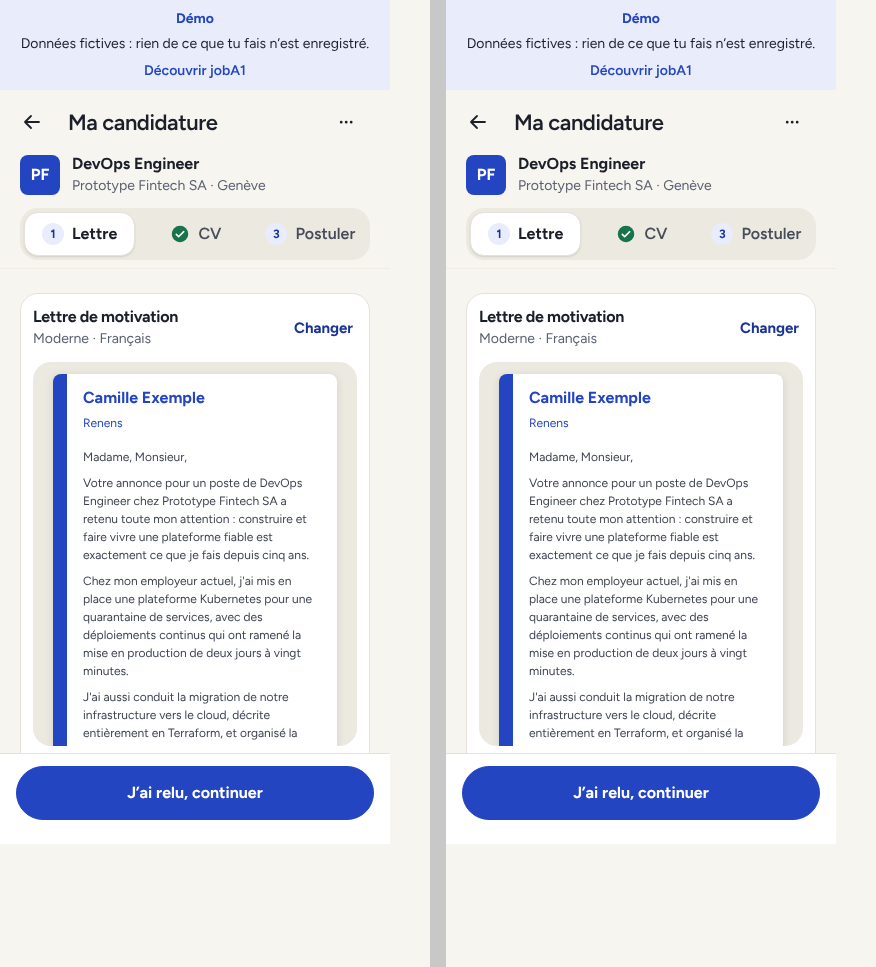 Démo
Données fictives : rien de ce que tu fais n’est enregistré.
Découvrir jobA1
Ma candidature
PF
DevOps Engineer
Prototype Fintech SA · Genève
1 Lettre
CV
3 Postuler
Lettre de motivation
Moderne · Français
Changer
Camille Exemple
Renens
Madame, Monsieur,
Votre annonce pour un poste de DevOps
Engineer chez Prototype Fintech SA a
retenu toute mon attention : construire et
faire vivre une plateforme fiable est
exactement ce que je fais depuis cinq ans.
Chez mon employeur actuel, j'ai mis en
place une plateforme Kubernetes pour une
quarantaine de services, avec des
déploiements continus qui ont ramené la
mise en production de deux jours à vingt
minutes.
J'ai aussi conduit la migration de notre
infrastructure vers le cloud, décrite
entièrement en Terraform, et organisé la
J’ai relu, continuer
Démo
Données fictives : rien de ce que tu fais n’est enregistré.
Découvrir jobA1
Ma candidature
PF
DevOps Engineer
Prototype Fintech SA · Genève
1 Lettre
CV
3 Postuler
Lettre de motivation
Moderne · Français
Changer
Camille Exemple
Renens
Madame, Monsieur,
Votre annonce pour un poste de DevOps
Engineer chez Prototype Fintech SA a
retenu toute mon attention : construire et
faire vivre une plateforme fiable est
exactement ce que je fais depuis cinq ans.
Chez mon employeur actuel, j'ai mis en
place une plateforme Kubernetes pour une
quarantaine de services, avec des
déploiements continus qui ont ramené la
mise en production de deux jours à vingt
minutes.
J'ai aussi conduit la migration de notre
infrastructure vers le cloud, décrite
entièrement en Terraform, et organisé la
J’ai relu, continuer